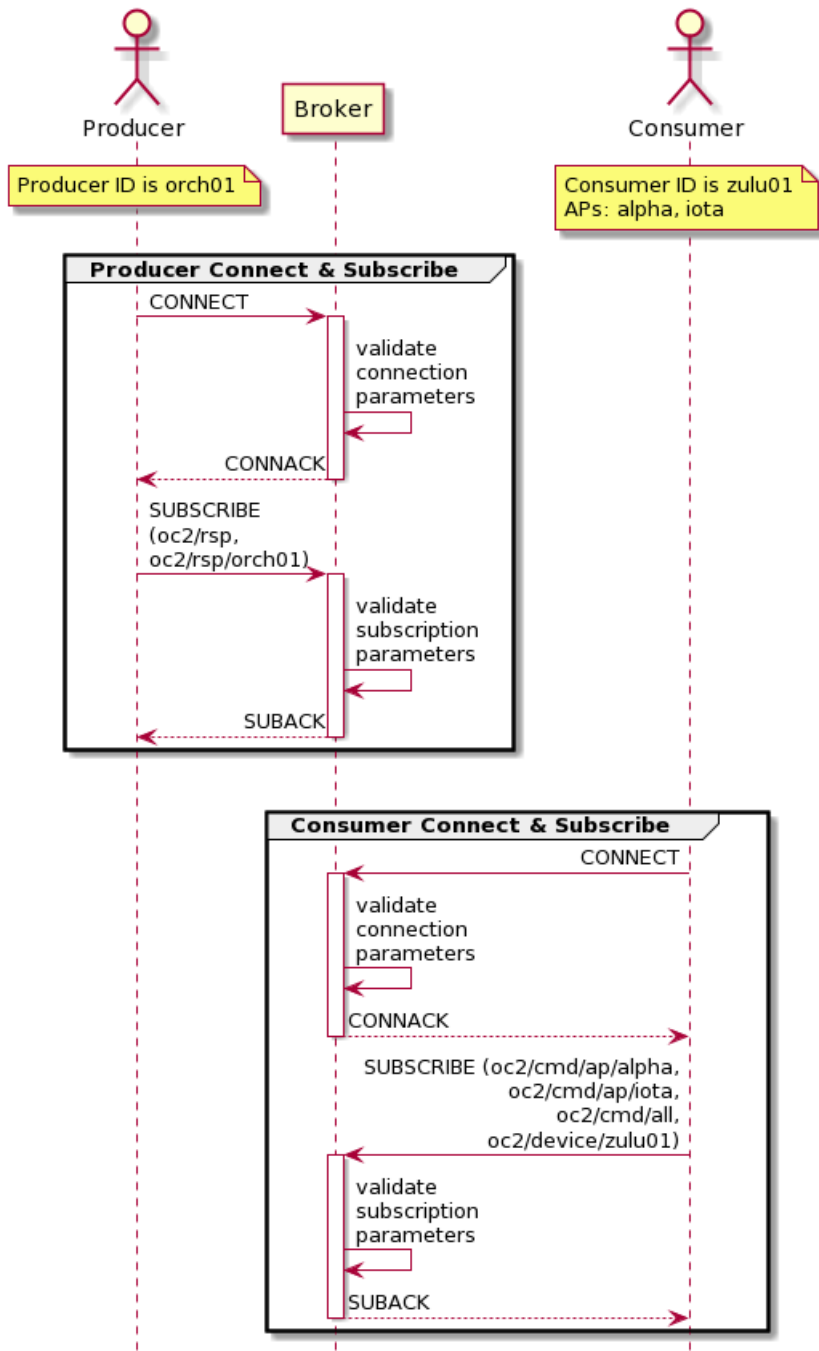 Producer
Broker
Consumer
Producer ID is orch01
Consumer ID is zulu01
APs: alpha, iota
Producer Connect & Subscribe
CONNECT
validate
connection
parameters
CONNACK
SUBSCRIBE
(oc2/rsp,
oc2/rsp/orch01)
validate
subscription
parameters
SUBACK
Consumer Connect & Subscribe
CONNECT
validate
connection
parameters
CONNACK
SUBSCRIBE (oc2/cmd/ap/alpha,
oc2/cmd/ap/iota,
oc2/cmd/all,
oc2/device/zulu01)
validate
subscription
parameters
SUBACK